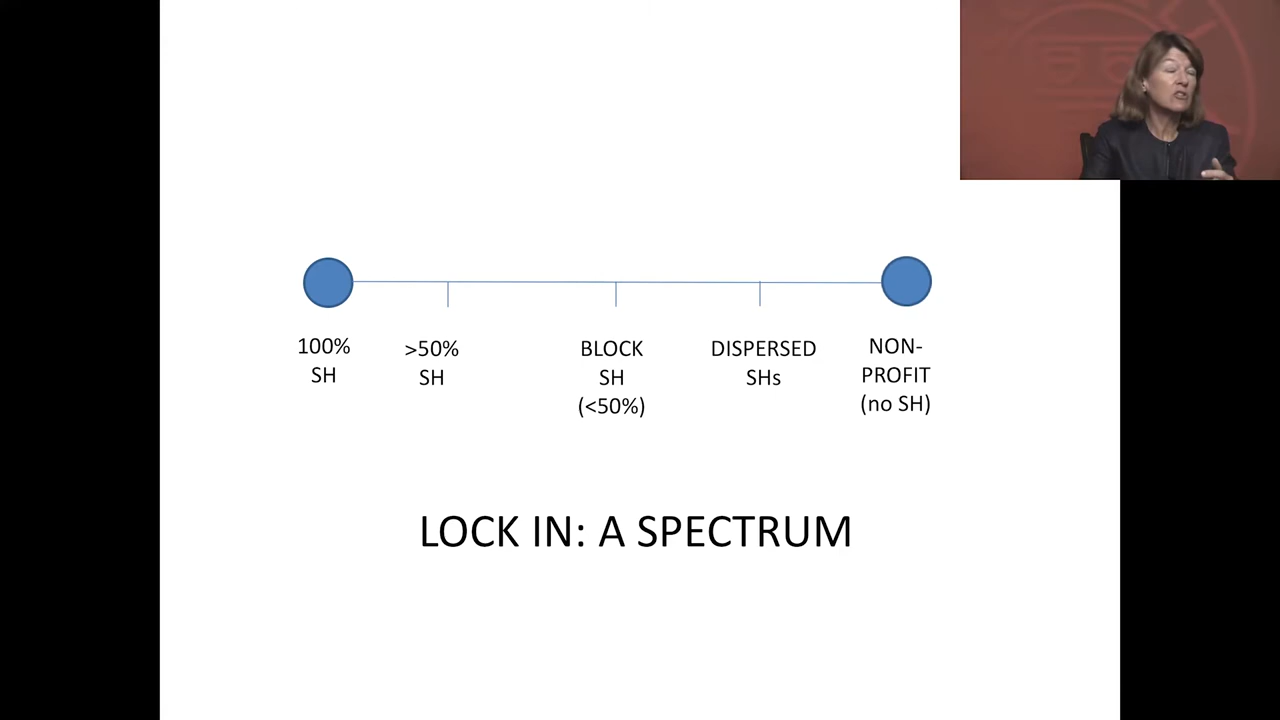 100%
SH
>50%
SH
BLOCK
SH
(<50%)
DISPERSED
SHs
NON-
PROFIT
(no SH)
LOCK IN: A SPECTRUM